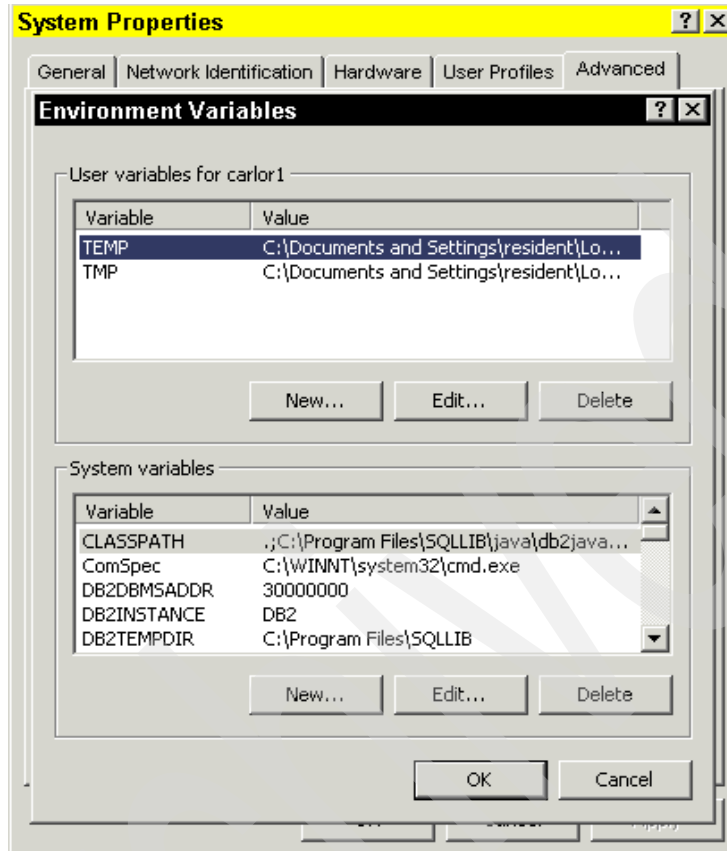 System Properties
General Network Identification Hardware User Profiles Advanced
Environment Variables
User variables for carlor1
Variable Value
TEMP C:\Documents and Settings\resident\Lo...
TMP C:\Documents and Settings\resident\Lo...
New... Edit... Delete
System variables
Variable Value
CLASSPATH .;C:\Program Files\SQLLIB\java\db2java...
ComSpec C:\WINNT\system32\cmd.exe
DB2DBMSADDR 30000000
DB2INSTANCE DB2
DB2TEMPDIR C:\Program Files\SQLLIB
New... Edit... Delete
OK Cancel